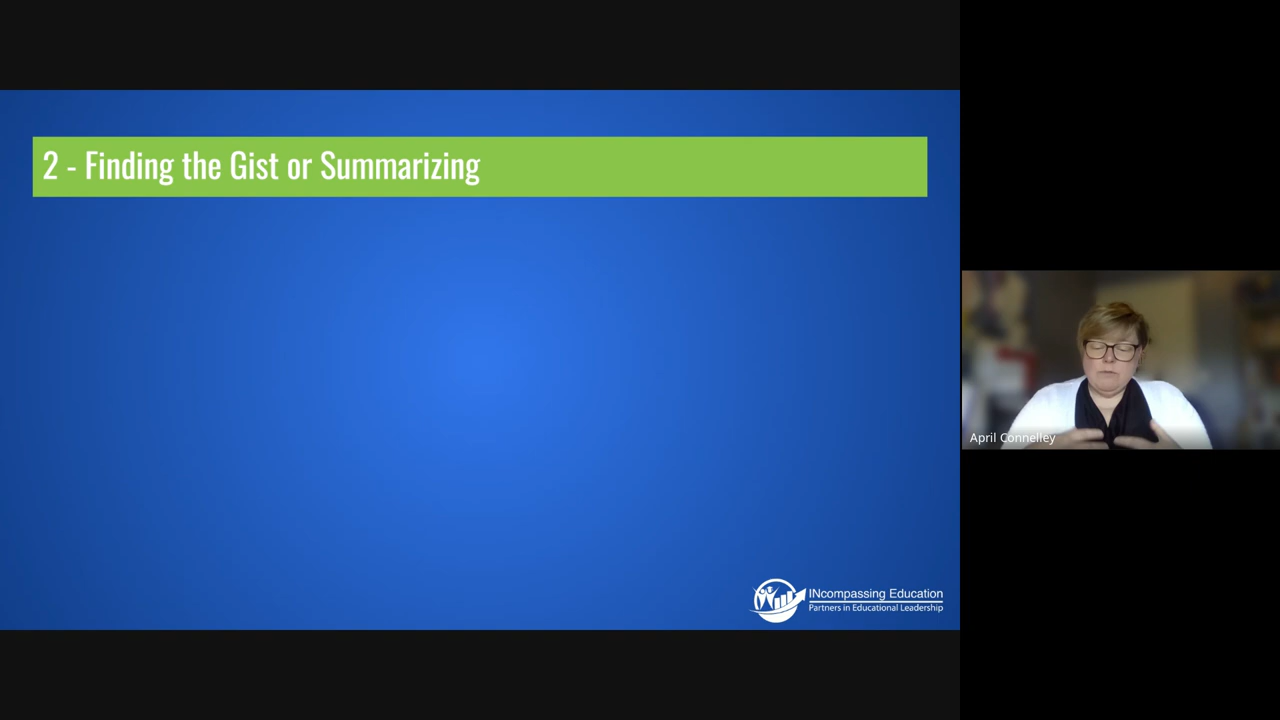 2 - Finding the Gist or Summarizing
April Connelley
INcompassing Education
Partners in Educational Leadership